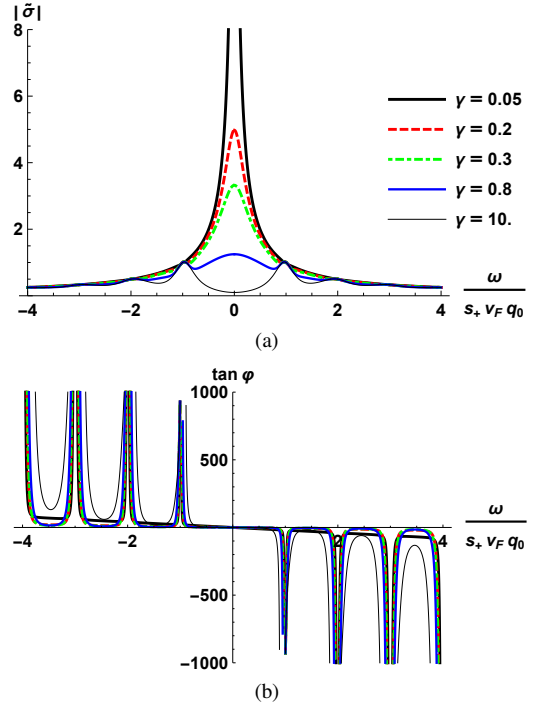 |σ̃|
8
6
4
2
−4 −2 0 2 4
ω
s₊ v_F q₀
γ = 0.05
γ = 0.2
γ = 0.3
γ = 0.8
γ = 10.
(a)
tan φ
1000
500
−4 −2 2 4
ω
s₊ v_F q₀
−500
−1000
(b)